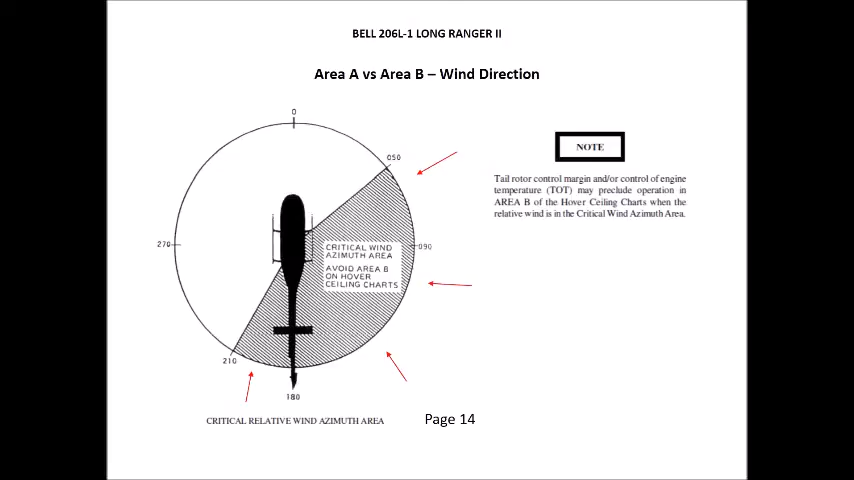 BELL 206L-1 LONG RANGER II
Area A vs Area B – Wind Direction
0
050
NOTE
Tail rotor control margin and/or control of engine
temperature (TOT) may preclude operation in
AREA B of the Hover Ceiling Charts when the
relative wind is in the Critical Wind Azimuth Area.
270
090
CRITICAL WIND
AZIMUTH AREA
AVOID AREA B
ON HOVER
CEILING CHARTS
210
180
CRITICAL RELATIVE WIND AZIMUTH AREA
Page 14